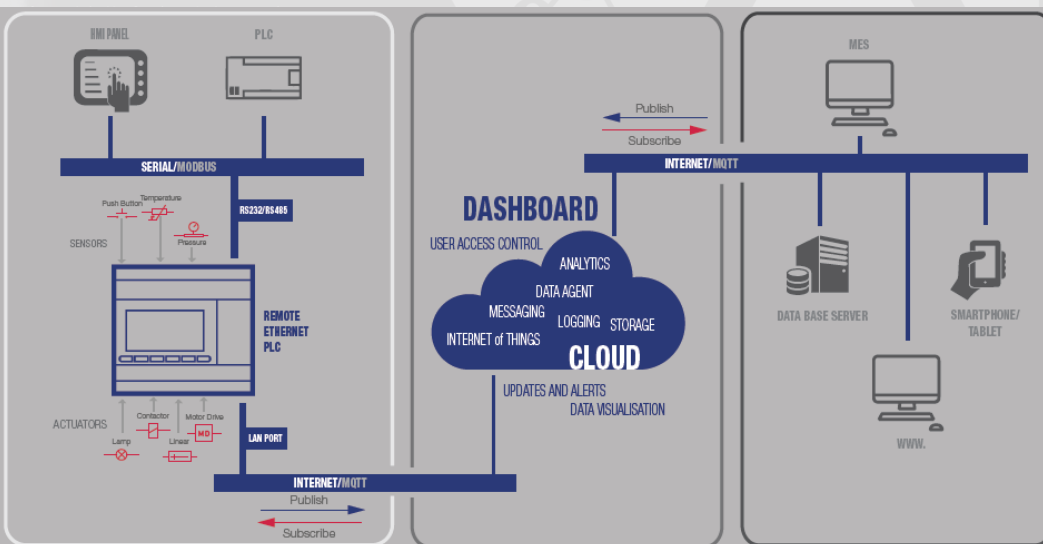 HMI PANEL
PLC
SERIAL/MODBUS
Push Button
Temperature
RS232/RS485
SENSORS
Pressure
REMOTE
ETHERNET
PLC
ACTUATORS
Contactor
Motor Drive
MD
Lamp
Linear
LAN PORT
INTERNET/MQTT
Publish
Subscribe
DASHBOARD
USER ACCESS CONTROL
ANALYTICS
DATA AGENT
MESSAGING
LOGGING
STORAGE
INTERNET of THINGS
CLOUD
UPDATES AND ALERTS
DATA VISUALISATION
Publish
Subscribe
INTERNET/MQTT
MES
DATA BASE SERVER
SMARTPHONE/
TABLET
WWW.